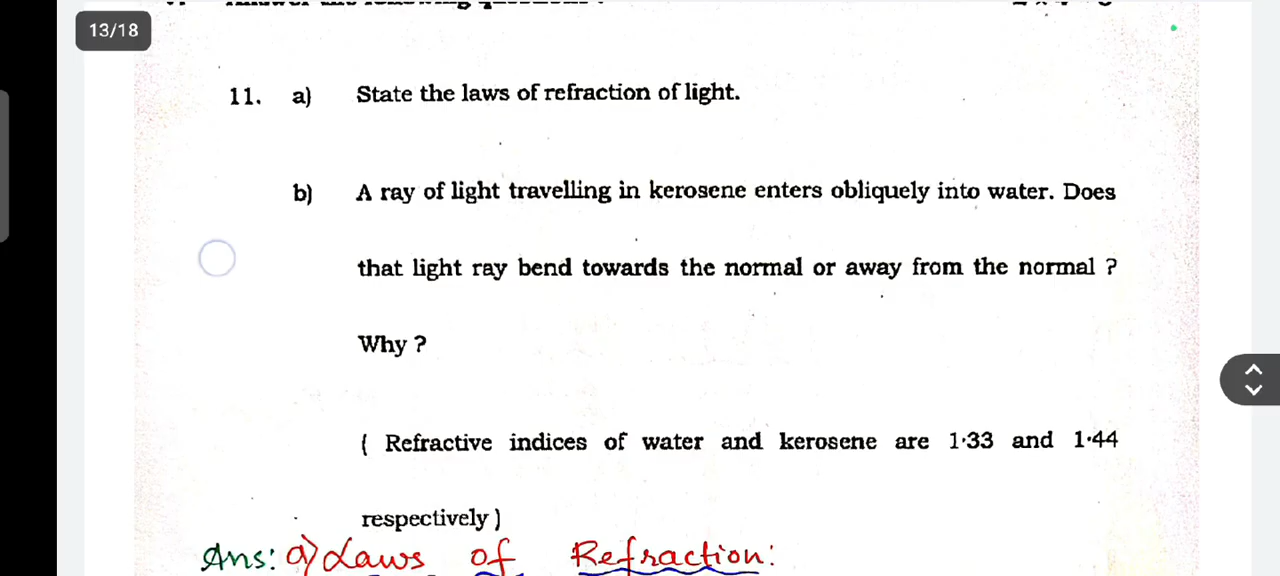 13/18
11. a) State the laws of refraction of light.
b) A ray of light travelling in kerosene enters obliquely into water. Does
that light ray bend towards the normal or away from the normal ?
Why ?
( Refractive indices of water and kerosene are 1·33 and 1·44
respectively )
Ans: a) Laws of Refraction: